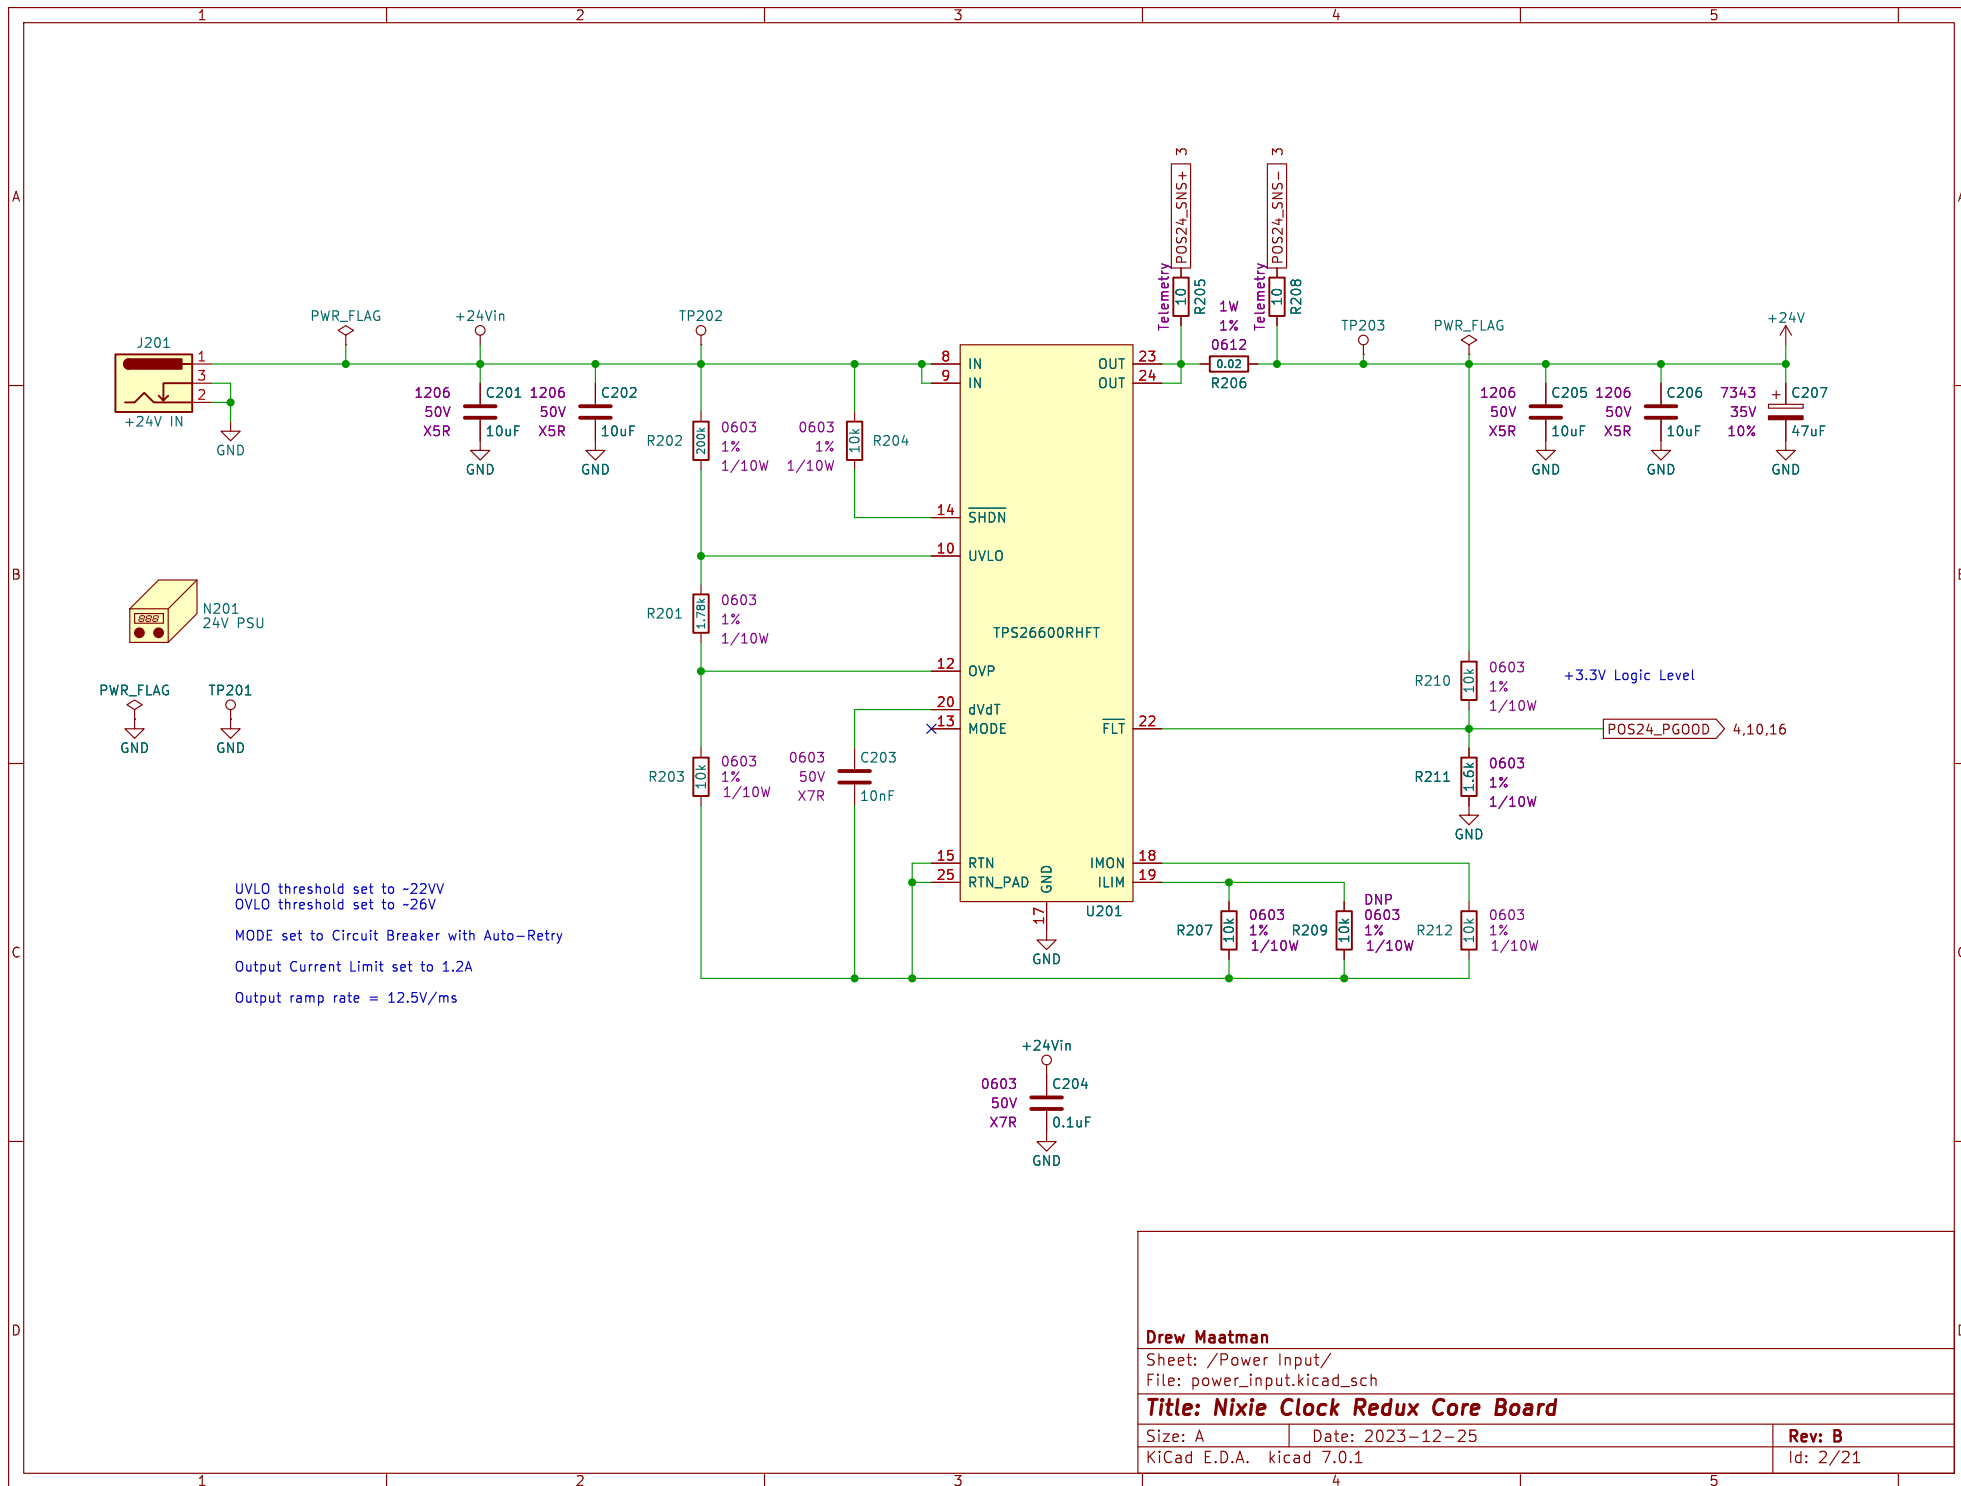 1 2 3 4 5
A
B
C
D
3 3
POS24_SNS+
POS24_SNS-
Telemetry
10
R205
Telemetry
10
R208
1W
1%
0612
0.02
R206
PWR_FLAG
+24Vin
TP202
TP203
PWR_FLAG
+24V
J201
1
3
2
+24V IN
GND
1206
50V
X5R
C201
10uF
GND
1206
50V
X5R
C202
10uF
GND
R202
200k
0603
1%
1/10W
0603
1%
1/10W
10k
R204
8 IN
9 IN
14 SHDN
10 UVLO
12 OVP
20 dVdT
13 MODE
15 RTN
25 RTN_PAD
GND
17
GND
TPS26600RHFT
OUT 23
OUT 24
FLT 22
IMON 18
ILIM 19
U201
1206
50V
X5R
C205
10uF
GND
1206
50V
X5R
C206
10uF
GND
7343
35V
10%
+
C207
47uF
GND
N201
24V PSU
PWR_FLAG
GND
TP201
GND
R201
1.78k
0603
1%
1/10W
R203
10k
0603
1%
1/10W
0603
50V
X7R
C203
10nF
R210
10k
0603
1%
1/10W
+3.3V Logic Level
POS24_PGOOD 4,10,16
R211
1.6k
0603
1%
1/10W
GND
R207
10k
0603
1%
1/10W
R209
10k
DNP
0603
1%
1/10W
R212
10k
0603
1%
1/10W
UVLO threshold set to ~22VV
OVLO threshold set to ~26V
MODE set to Circuit Breaker with Auto-Retry
Output Current Limit set to 1.2A
Output ramp rate = 12.5V/ms
+24Vin
0603
50V
X7R
C204
0.1uF
GND
Drew Maatman
Sheet: /Power Input/
File: power_input.kicad_sch
Title: Nixie Clock Redux Core Board
Size: A Date: 2023-12-25 Rev: B
KiCad E.D.A. kicad 7.0.1 Id: 2/21
1 2 3 4 5